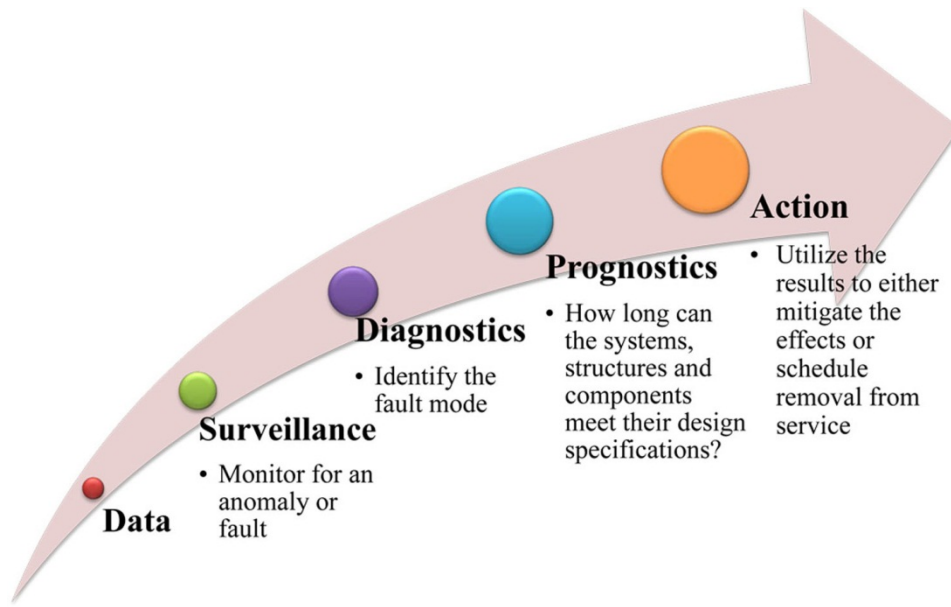 Data
Surveillance
• Monitor for an
anomaly or
fault
Diagnostics
• Identify the
fault mode
Prognostics
• How long can
the systems,
structures and
components
meet their design
specifications?
Action
• Utilize the
results to either
mitigate the
effects or
schedule
removal from
service